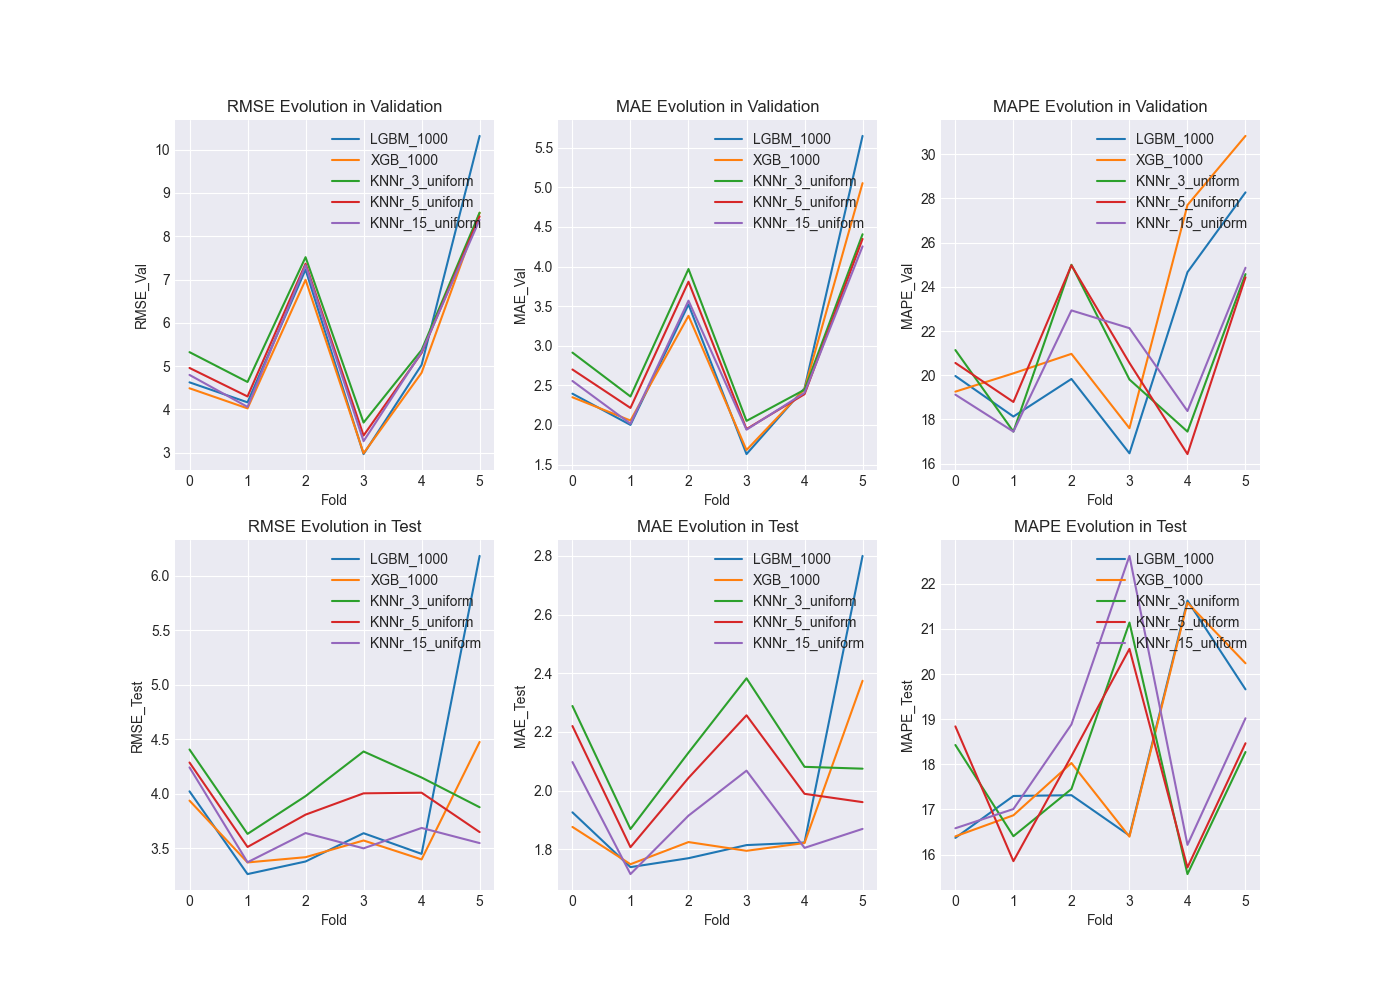 RMSE Evolution in Validation
RMSE_Val
10
9
8
7
6
5
4
3
LGBM_1000
XGB_1000
KNNr_3_uniform
KNNr_5_uniform
KNNr_15_uniform
0 1 2 3 4 5
Fold
MAE Evolution in Validation
MAE_Val
5.5
5.0
4.5
4.0
3.5
3.0
2.5
2.0
1.5
LGBM_1000
XGB_1000
KNNr_3_uniform
KNNr_5_uniform
KNNr_15_uniform
0 1 2 3 4 5
Fold
MAPE Evolution in Validation
MAPE_Val
30
28
26
24
22
20
18
16
LGBM_1000
XGB_1000
KNNr_3_uniform
KNNr_5_uniform
KNNr_15_uniform
0 1 2 3 4 5
Fold
RMSE Evolution in Test
RMSE_Test
6.0
5.5
5.0
4.5
4.0
3.5
LGBM_1000
XGB_1000
KNNr_3_uniform
KNNr_5_uniform
KNNr_15_uniform
0 1 2 3 4 5
Fold
MAE Evolution in Test
MAE_Test
2.8
2.6
2.4
2.2
2.0
1.8
LGBM_1000
XGB_1000
KNNr_3_uniform
KNNr_5_uniform
KNNr_15_uniform
0 1 2 3 4 5
Fold
MAPE Evolution in Test
MAPE_Test
22
21
20
19
18
17
16
LGBM_1000
XGB_1000
KNNr_3_uniform
KNNr_5_uniform
KNNr_15_uniform
0 1 2 3 4 5
Fold